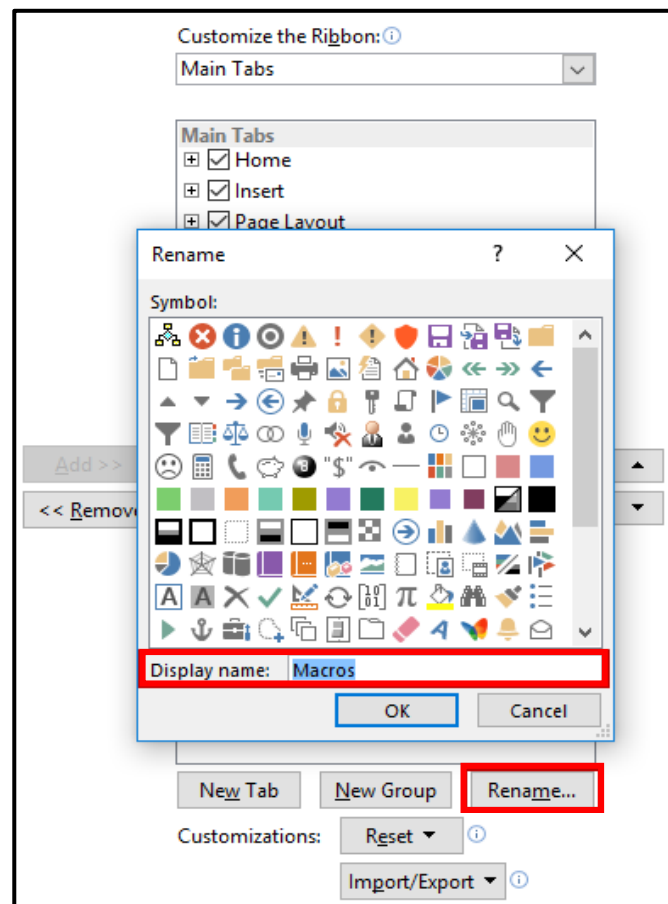 Customize the Ribbon:
Main Tabs
Main Tabs
Home
Insert
Page Layout
Rename ?
Symbol:
"$"
A A
A
Add >>
<< Remove
Display name: Macros
OK Cancel
New Tab New Group Rename...
Customizations: Reset
Import/Export